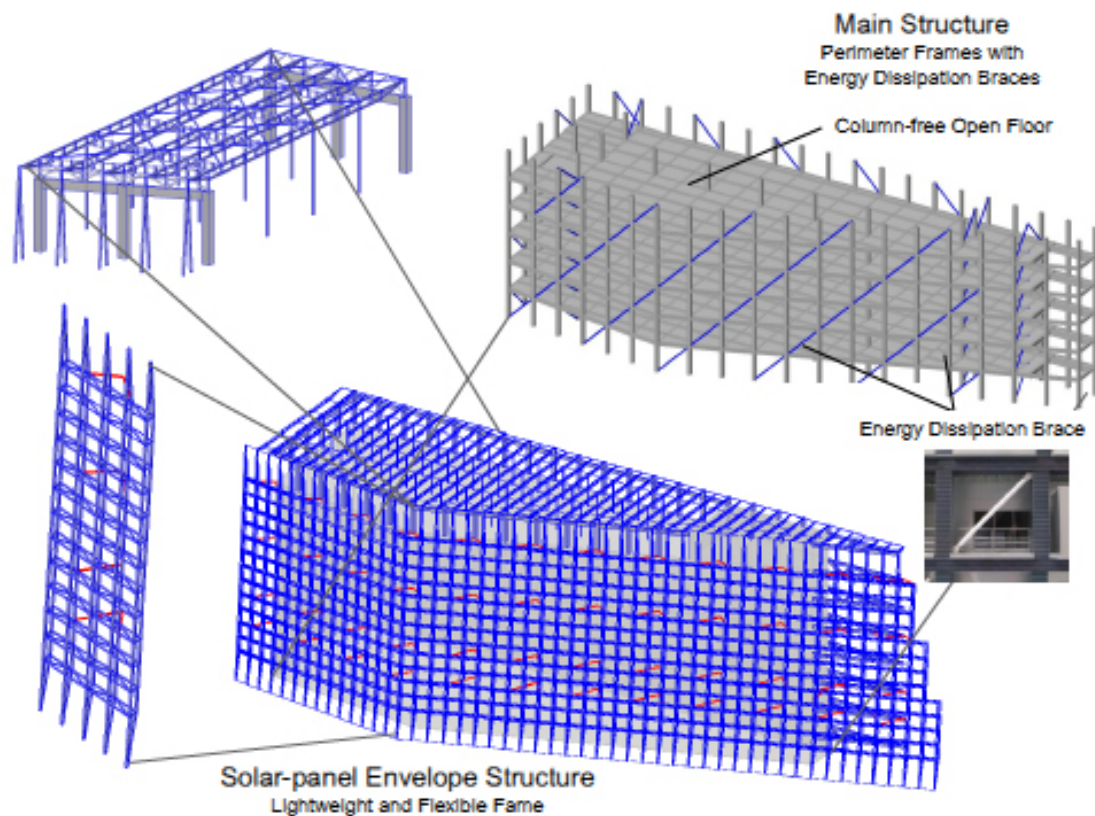 Main Structure
Perimeter Frames with
Energy Dissipation Braces
Column-free Open Floor
Energy Dissipation Brace
Solar-panel Envelope Structure
Lightweight and Flexible Fame